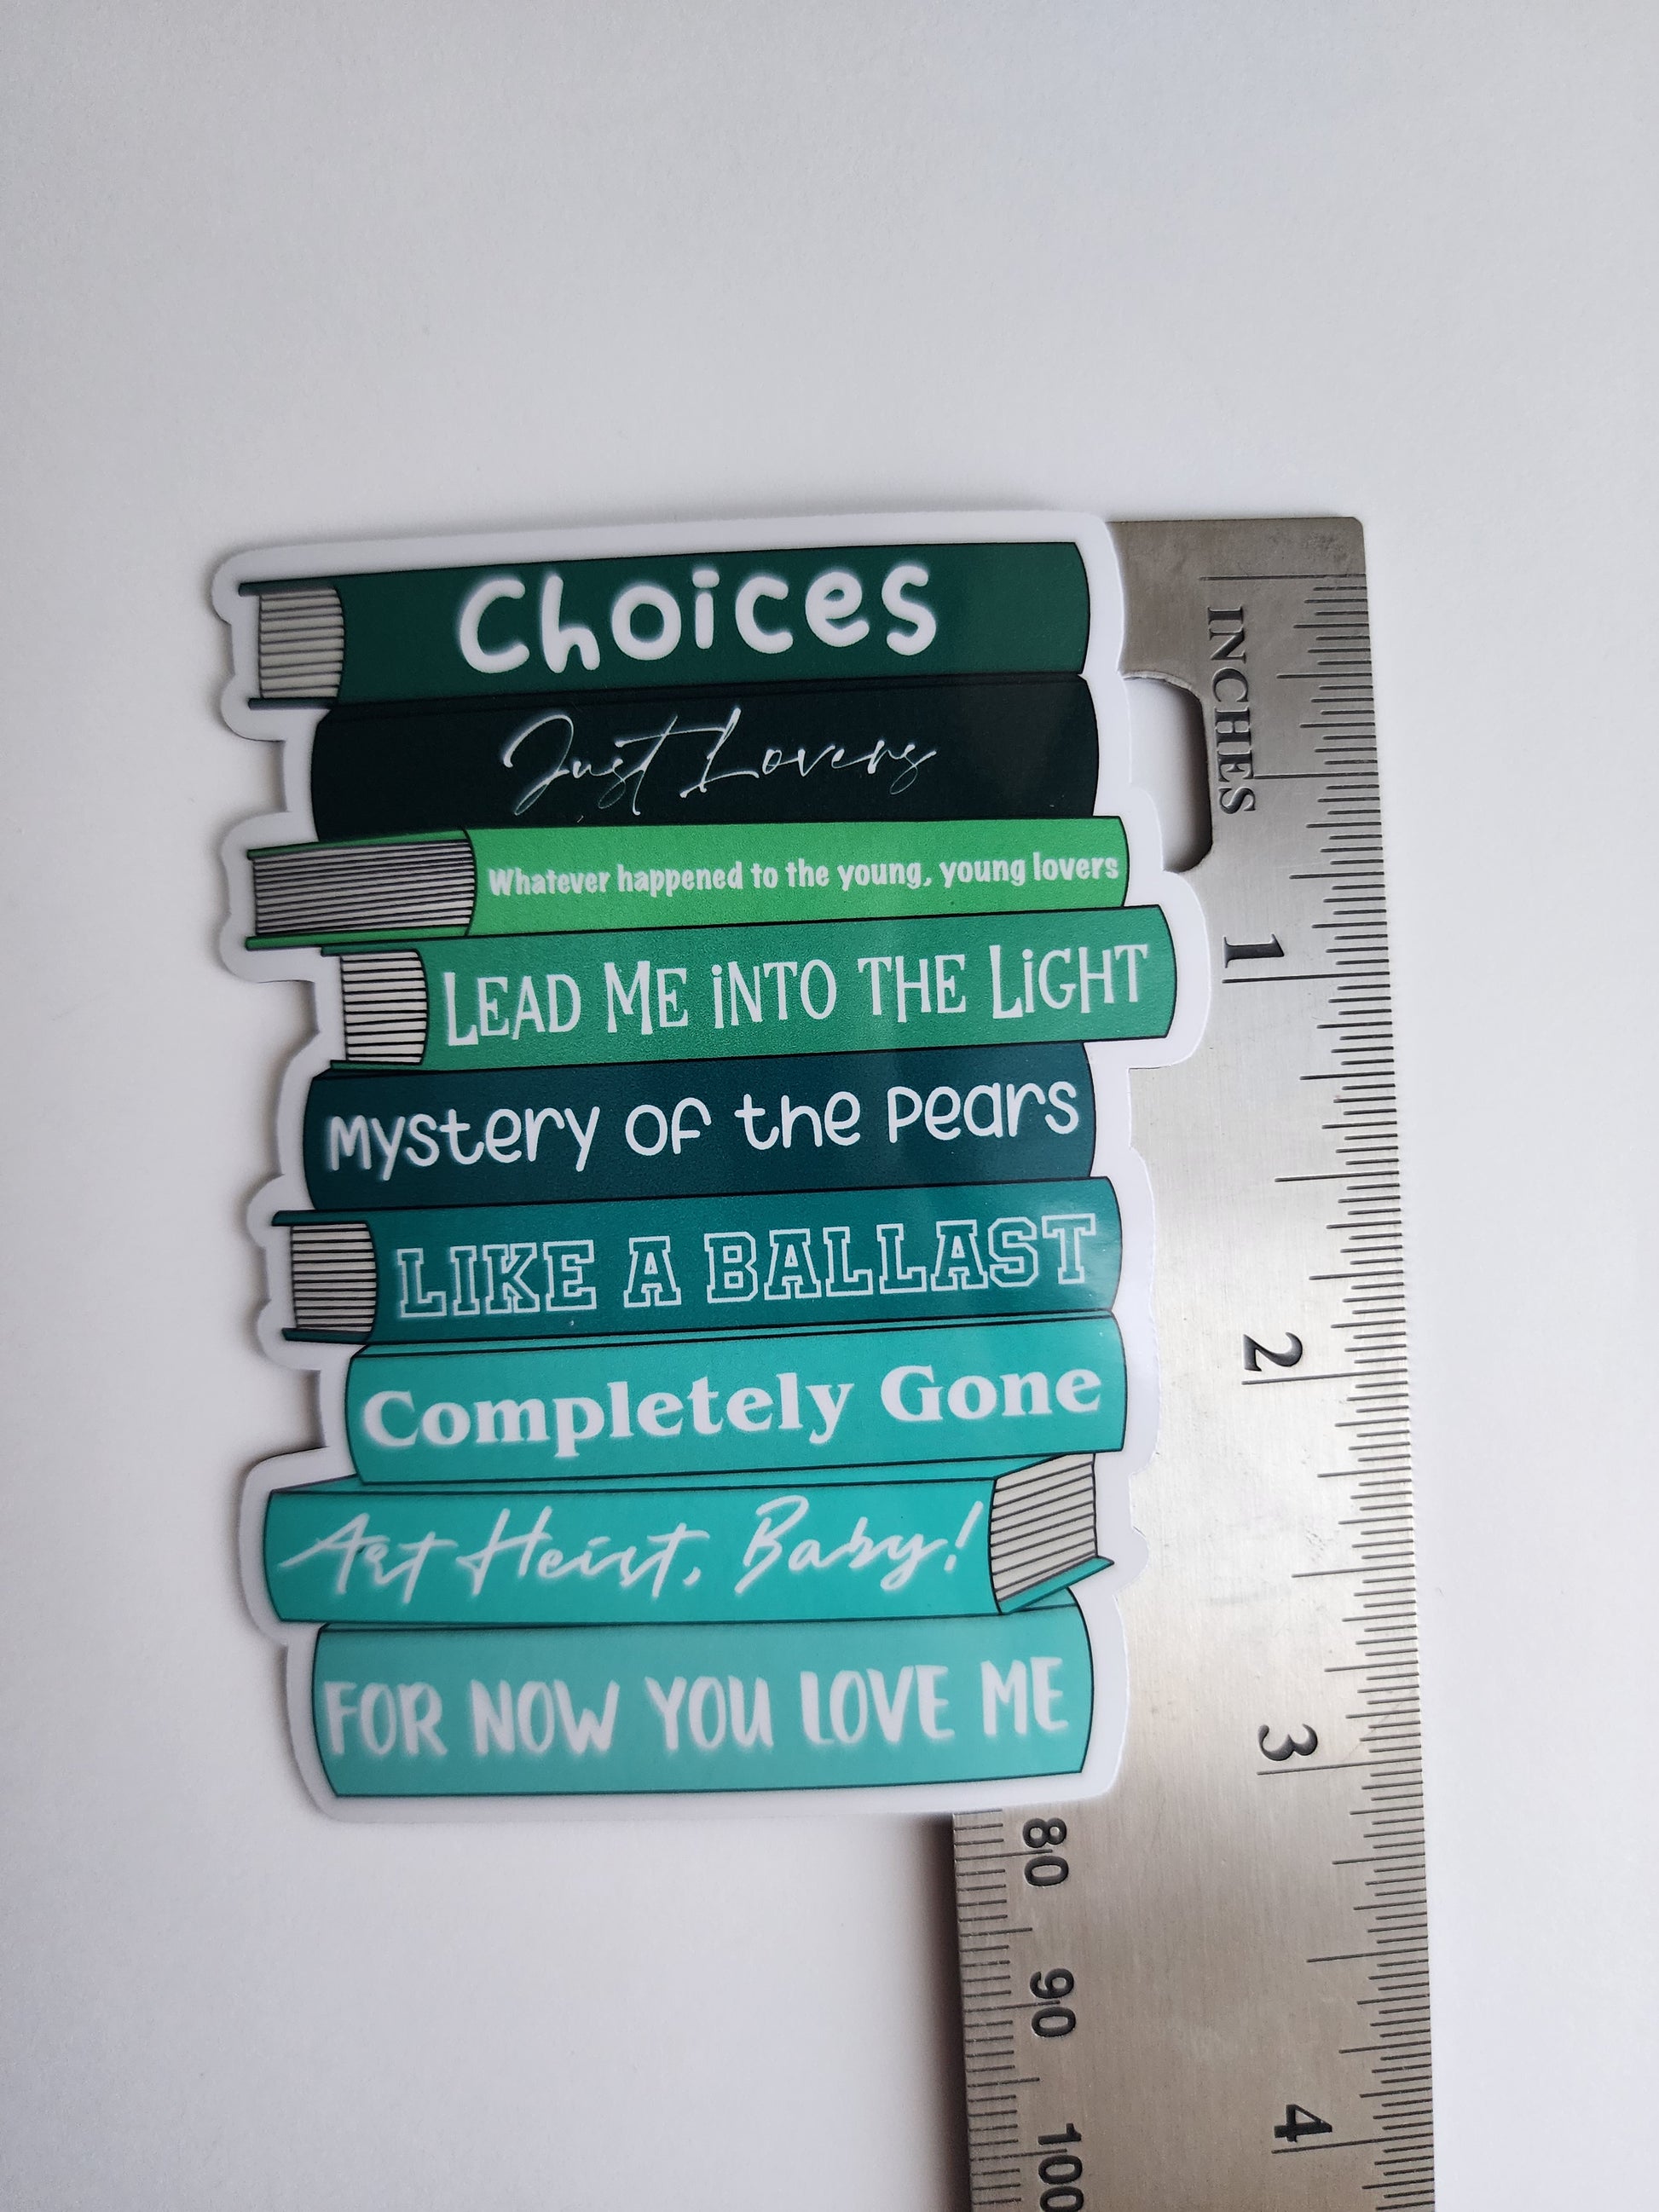 Choices
Just Lovers
Whatever happened to the young, young lovers
LEAD ME iNTO THE LiGHT
Mystery of the Pears
LIKE A BALLAST
Completely Gone
Art Heist, Baby!
FOR NOW YOU LOVE ME
INCHES
1
2
3
4
80
90
100